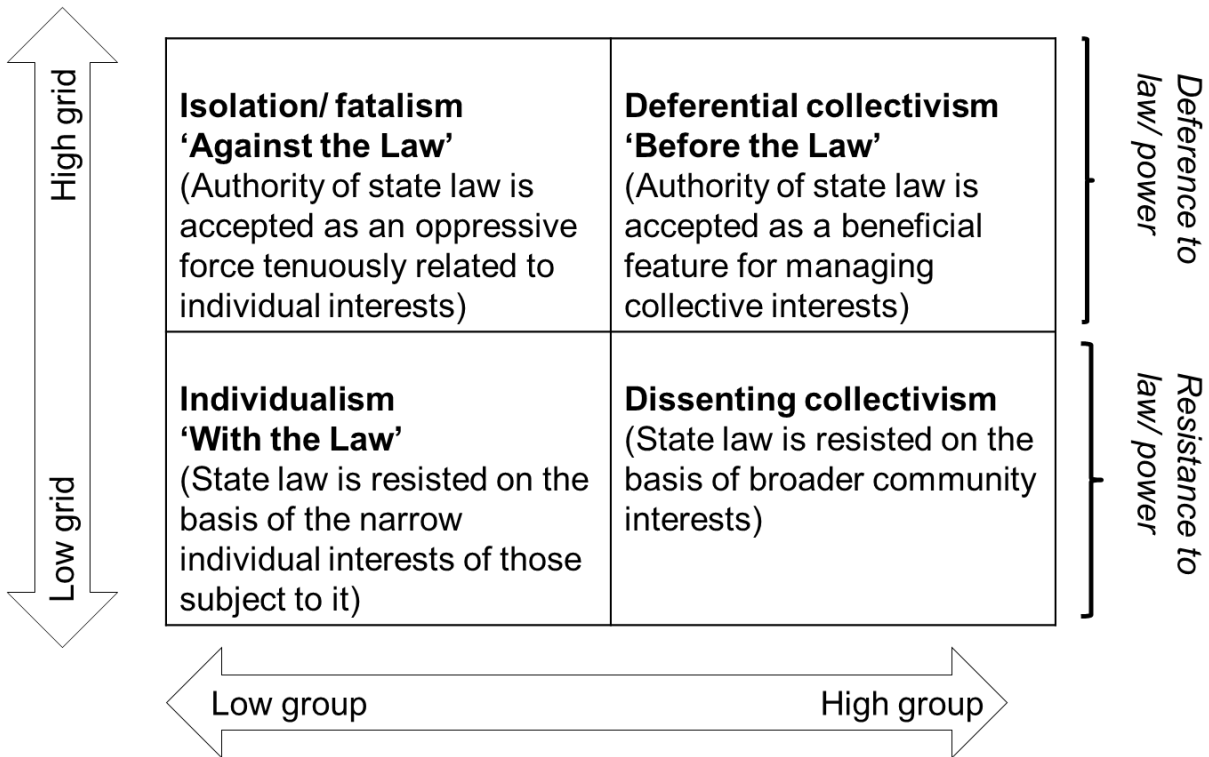 High grid
Low grid
Isolation/ fatalism
‘Against the Law’
(Authority of state law is
accepted as an oppressive
force tenuously related to
individual interests)
Deferential collectivism
‘Before the Law’
(Authority of state law is
accepted as a beneficial
feature for managing
collective interests)
Deference to
law/ power
Individualism
‘With the Law’
(State law is resisted on the
basis of the narrow
individual interests of those
subject to it)
Dissenting collectivism
(State law is resisted on the
basis of broader community
interests)
Resistance to
law/ power
Low group
High group